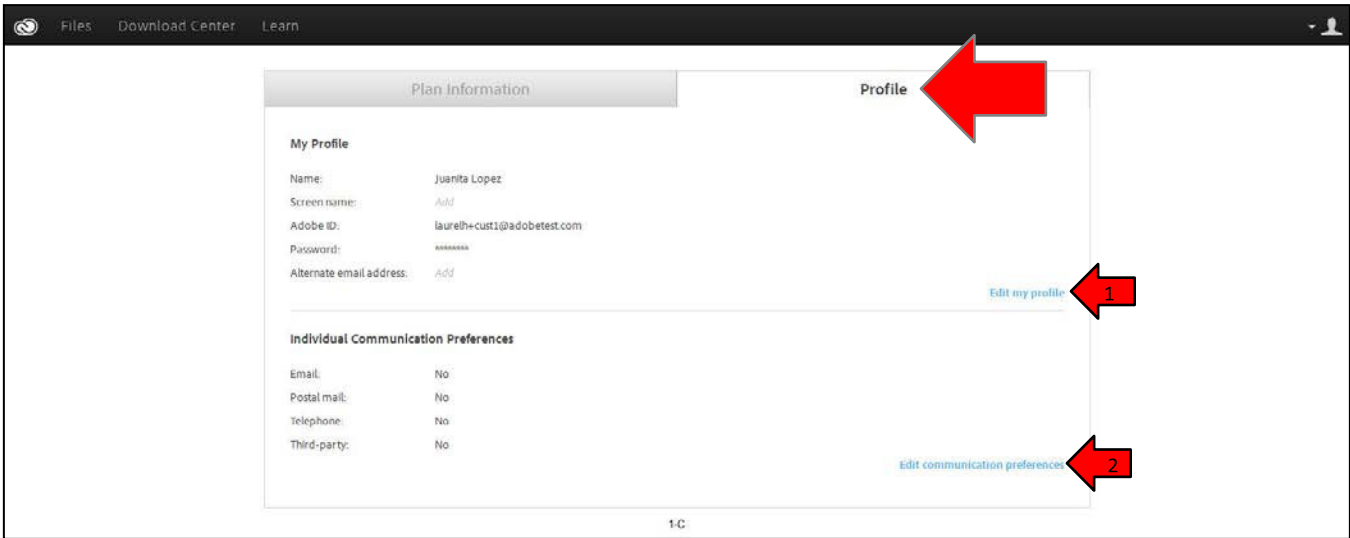 Files Download Center Learn
Plan Information Profile
My Profile
Name: Juanita Lopez
Screen name: Add
Adobe ID: laurelh+cust1@adobetest.com
Password: ********
Alternate email address: Add
Edit my profile 1
Individual Communication Preferences
Email: No
Postal mail: No
Telephone: No
Third-party: No
Edit communication preferences 2
1-C